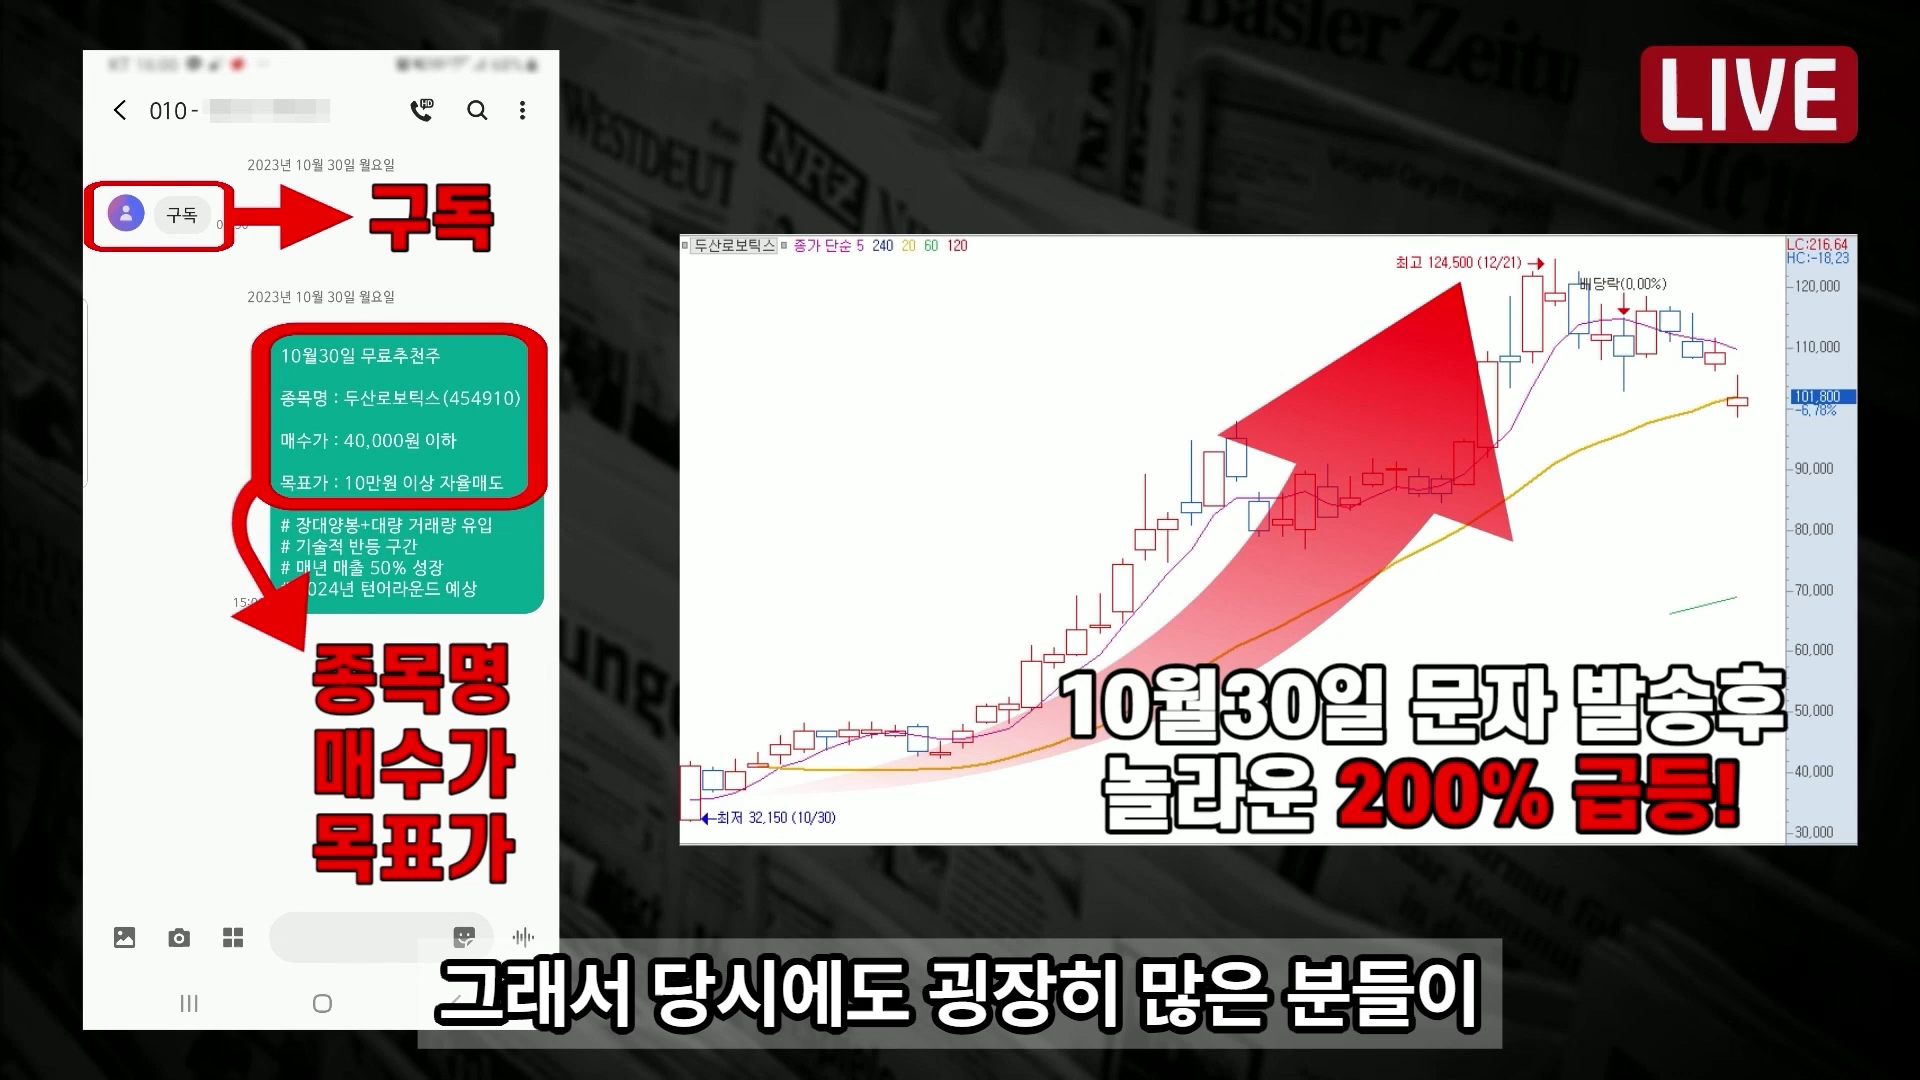 LIVE
010-
2023년 10월 30일 월요일
구독
구독
2023년 10월 30일 월요일
10월30일 무료추천주
종목명 : 두산로보틱스(454910)
매수가 : 40,000원 이하
목표가 : 10만원 이상 자율매도
# 장대양봉+대량 거래량 유입
# 기술적 반등 구간
# 매년 매출 50% 성장
024년 턴어라운드 예상
종목명
매수가
목표가
두산로보틱스 종가 단순 5 240 20 60 120
LC:216.64
HC:-18.23
최고 124,500 (12/21)
배당락(0.00%)
120,000
110,000
101,800
-6.78%
90,000
80,000
70,000
60,000
50,000
40,000
30,000
최저 32,150 (10/30)
10월30일 문자 발송후
놀라운 200% 급등!
그래서 당시에도 굉장히 많은 분들이
Basler Zeitu
WESTDEUT
NRZ